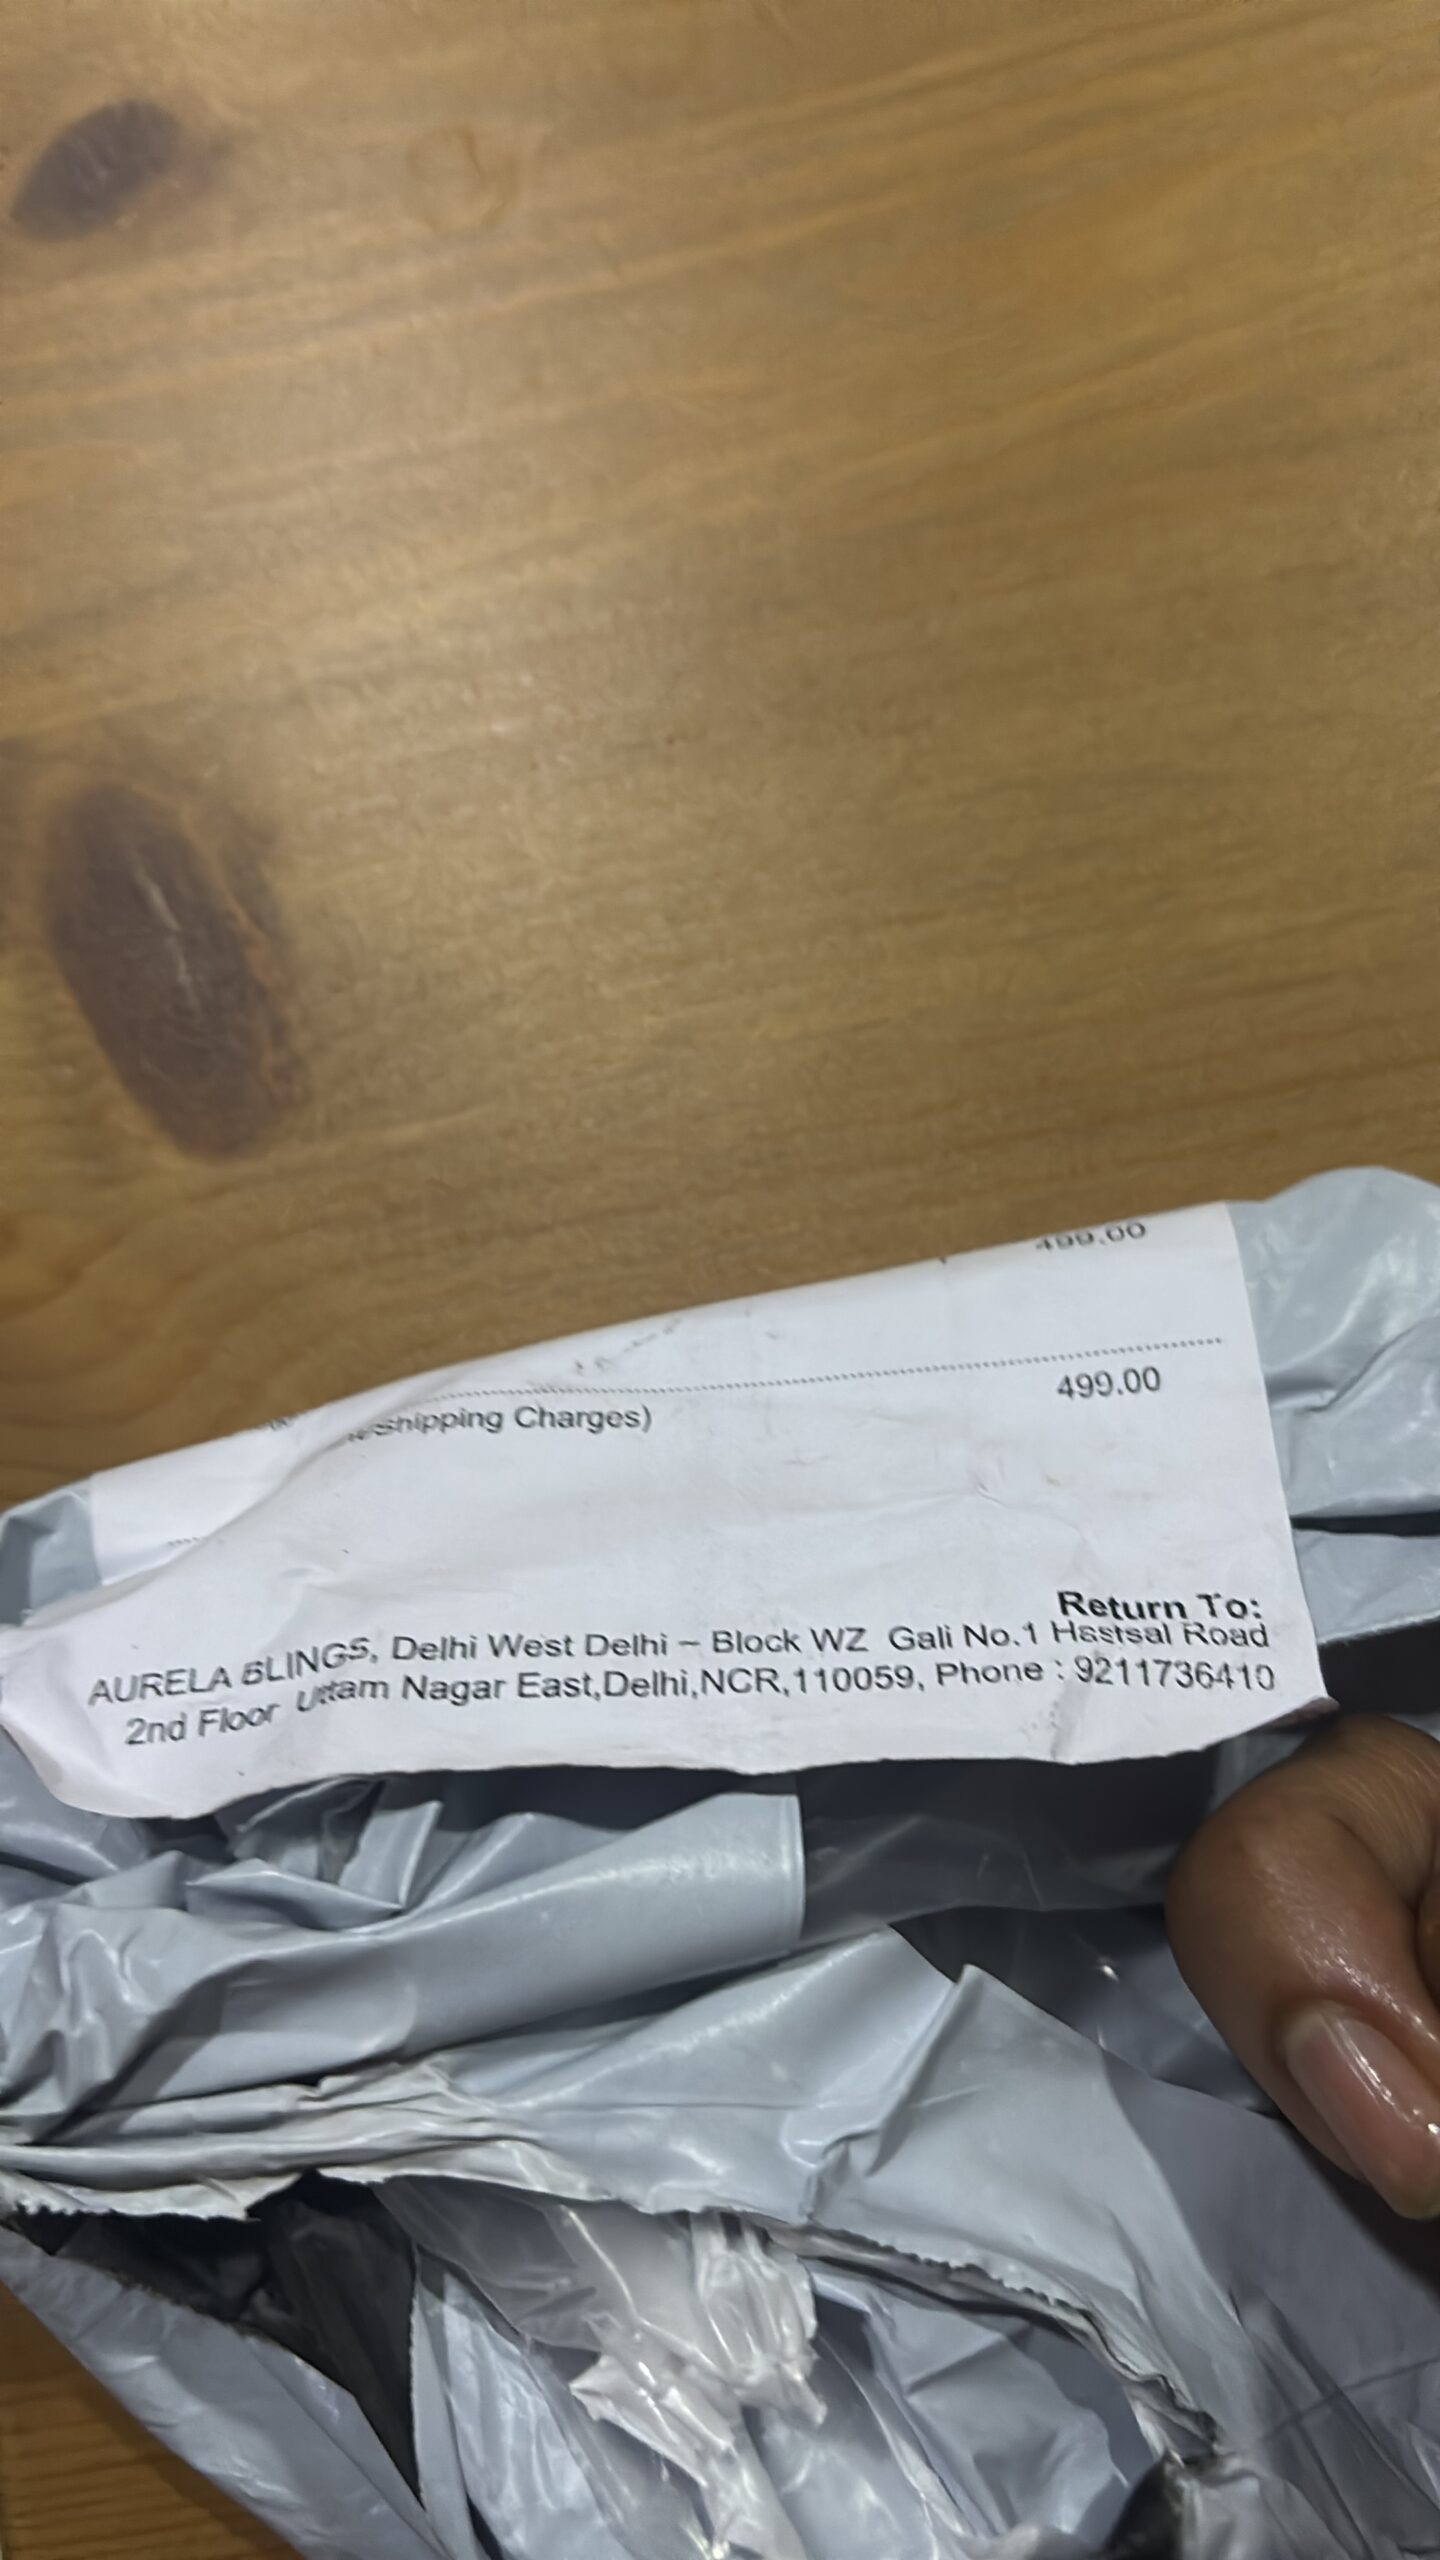 499.00
shipping Charges) 499.00
Return To:
AURELA BLINGS, Delhi West Delhi – Block WZ Gali No.1 Hastsal Road
2nd Floor Uttam Nagar East,Delhi,NCR,110059, Phone : 9211736410